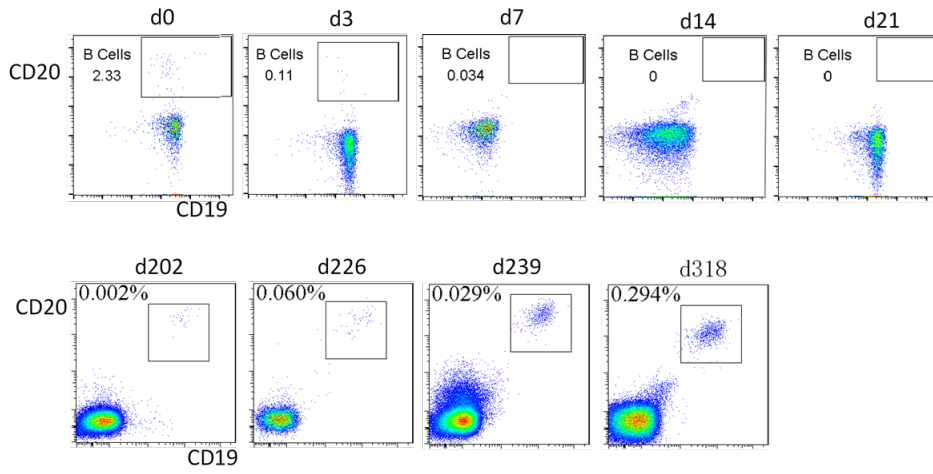 d0 d3 d7 d14 d21
CD20
B Cells
2.33
B Cells
0.11
B Cells
0.034
B Cells
0
B Cells
0
CD19
d202 d226 d239 d318
CD20
0.002% 0.060% 0.029% 0.294%
CD19